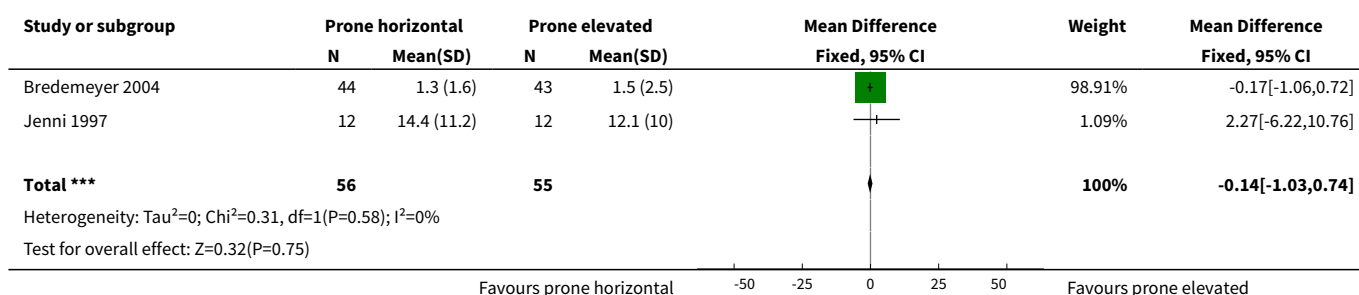 Study or subgroup Prone horizontal Prone elevated Mean Difference Weight Mean Difference
N Mean(SD) N Mean(SD) Fixed, 95% CI Fixed, 95% CI
Bredemeyer 2004 44 1.3 (1.6) 43 1.5 (2.5) 98.91% -0.17[-1.06,0.72]
Jenni 1997 12 14.4 (11.2) 12 12.1 (10) 1.09% 2.27[-6.22,10.76]
Total *** 56 55 100% -0.14[-1.03,0.74]
Heterogeneity: Tau²=0; Chi²=0.31, df=1(P=0.58); I²=0%
Test for overall effect: Z=0.32(P=0.75)
Favours prone horizontal -50 -25 0 25 50 Favours prone elevated